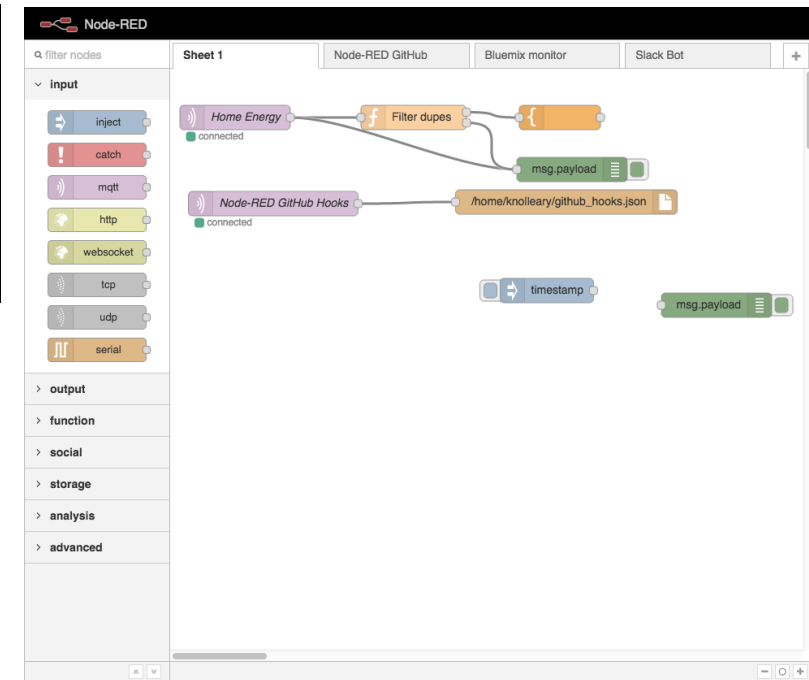 Node-RED
filter nodes
Sheet 1
Node-RED GitHub
Bluemix monitor
Slack Bot
+
input
inject
catch
mqtt
http
websocket
tcp
udp
serial
output
function
social
storage
analysis
advanced
Home Energy
connected
Filter dupes
msg.payload
Node-RED GitHub Hooks
connected
/home/knolleary/github_hooks.json
timestamp
msg.payload